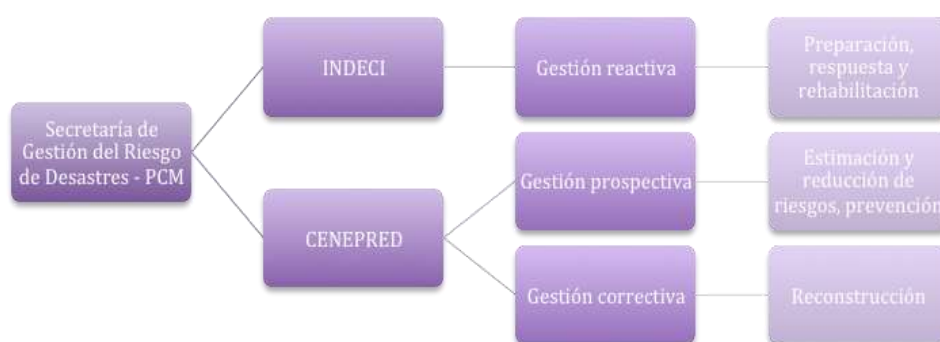 Secretaría de
Gestión del Riesgo
de Desastres - PCM
INDECI
Gestión reactiva
Preparación,
respuesta y
rehabilitación
CENEPRED
Gestión prospectiva
Estimación y
reducción de
riesgos, prevención
Gestión correctiva
Reconstrucción